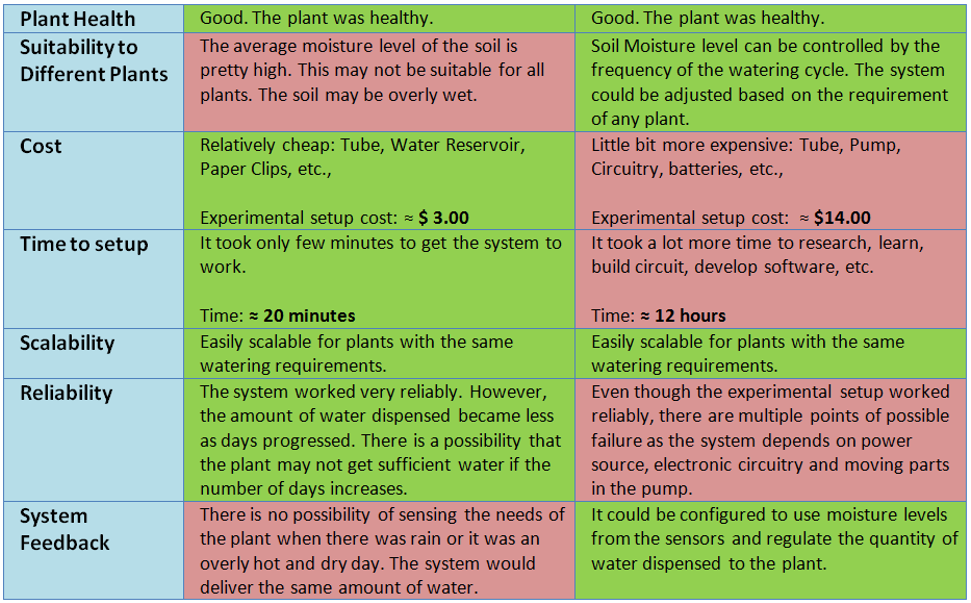 Plant Health
Good. The plant was healthy.
Good. The plant was healthy.
Suitability to
Different Plants
The average moisture level of the soil is
pretty high. This may not be suitable for all
plants. The soil may be overly wet.
Soil Moisture level can be controlled by the
frequency of the watering cycle. The system
could be adjusted based on the requirement
of any plant.
Cost
Relatively cheap: Tube, Water Reservoir,
Paper Clips, etc.,
Experimental setup cost: ≈ $ 3.00
Little bit more expensive: Tube, Pump,
Circuitry, batteries, etc.,
Experimental setup cost: ≈ $14.00
Time to setup
It took only few minutes to get the system to
work.
Time: ≈ 20 minutes
It took a lot more time to research, learn,
build circuit, develop software, etc.
Time: ≈ 12 hours
Scalability
Easily scalable for plants with the same
watering requirements.
Easily scalable for plants with the same
watering requirements.
Reliability
The system worked very reliably. However,
the amount of water dispensed became less
as days progressed. There is a possibility that
the plant may not get sufficient water if the
number of days increases.
Even though the experimental setup worked
reliably, there are multiple points of possible
failure as the system depends on power
source, electronic circuitry and moving parts
in the pump.
System
Feedback
There is no possibility of sensing the needs of
the plant when there was rain or it was an
overly hot and dry day. The system would
deliver the same amount of water.
It could be configured to use moisture levels
from the sensors and regulate the quantity of
water dispensed to the plant.